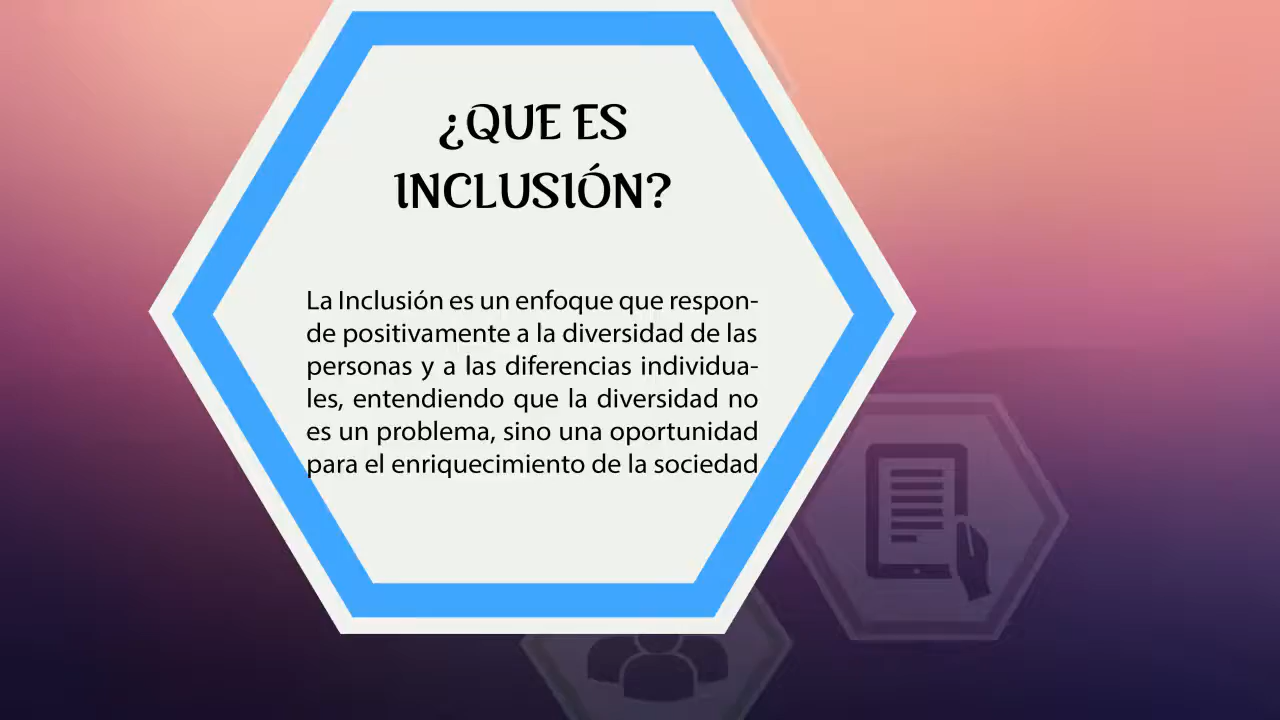 ¿QUE ES
INCLUSIÓN?
La Inclusión es un enfoque que respon-
de positivamente a la diversidad de las
personas y a las diferencias individua-
les, entendiendo que la diversidad no
es un problema, sino una oportunidad
para el enriquecimiento de la sociedad